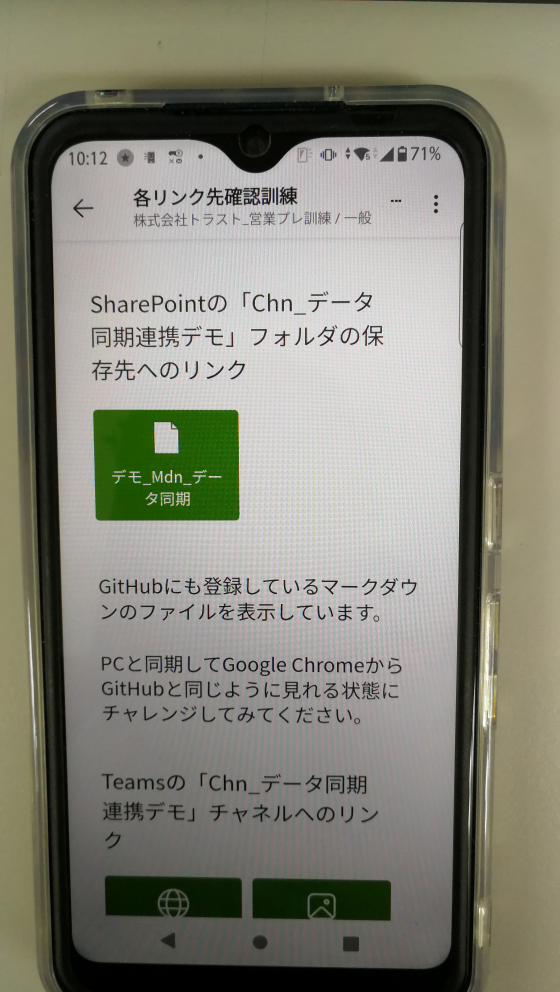 10:12
71%
各リンク先確認訓練
株式会社トラスト_営業プレ訓練 / 一般
SharePointの「Chn_データ
同期連携デモ」フォルダの保
存先へのリンク
デモ_Mdn_デー
タ同期
GitHubにも登録しているマークダウ
ンのファイルを表示しています。
PCと同期してGoogle Chromeから
GitHubと同じように見れる状態に
チャレンジしてみてください。
Teamsの「Chn_データ同期
連携デモ」チャネルへのリン
ク